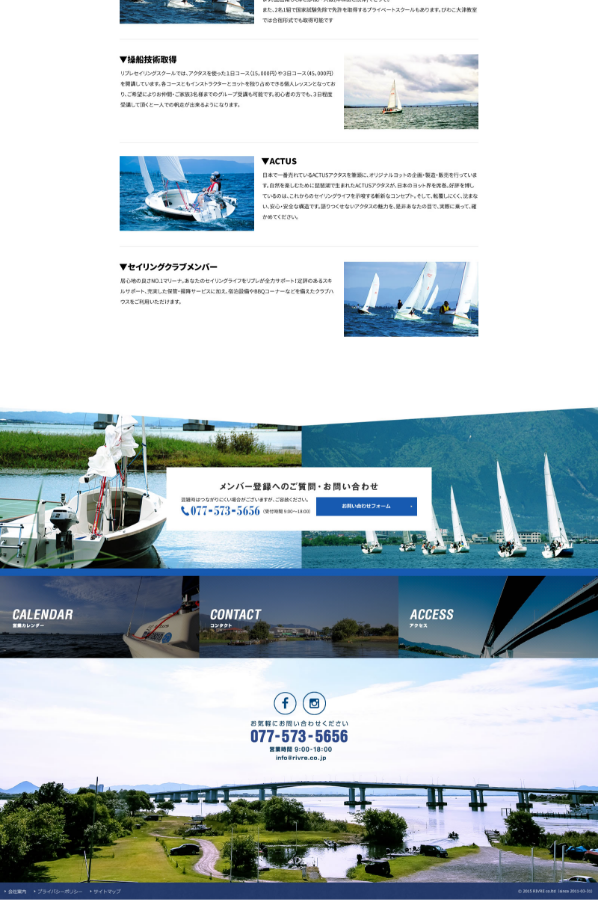 また、2名1組で国家試験免除で免許を取得するプライベートスクールもあります。びわこ大津教室
では合宿形式でも取得可能です
▼操船技術取得
リブレセイリングスクールでは、アクタスを使った1日コース(15,000円)や3日コース(45,000円)
を開講しています。各コースともインストラクターとヨットを独り占めできる個人レッスンとなってお
り、ご希望によりお仲間・ご家族3名様までのグループ受講も可能です。初心者の方でも、3日程度
受講して頂くと一人での帆走が出来るようになります。
▼ACTUS
日本で一番売れているACTUSアクタスを筆頭に、オリジナルヨットの企画・製造・販売を行っていま
す。自然を楽しむために琵琶湖で生まれたACTUSアクタスが、日本のヨット界を席巻。好評を博し
ているのは、これからのセイリングライフを示唆する斬新なコンセプト。そして、転覆しにくく、沈まな
い、安心・安全な構造です。語りつくせないアクタスの魅力を、是非あなたの目で、実際に乗って、確
かめてください。
▼セイリングクラブメンバー
居心地の良さNO.1マリーナ。あなたのセイリングライフをリブレが全力サポート!定評のあるスキ
ルサポート、充実した保管・艇障サービスに加え、宿泊設備やBBQコーナーなどを備えたクラブハ
ウスをご利用いただけます。
メンバー登録へのご質問・お問い合わせ
混雑時はつながりにくい場合がございますが、ご容赦ください。
077-573-5656
(受付時間 9:00〜18:00)
お問い合わせフォーム
CALENDAR
営業カレンダー
CONTACT
コンタクト
ACCESS
アクセス
お気軽にお問い合わせください
077-573-5656
営業時間 9:00-18:00
info@rivre.co.jp
会社案内
プライバシーポリシー
サイトマップ